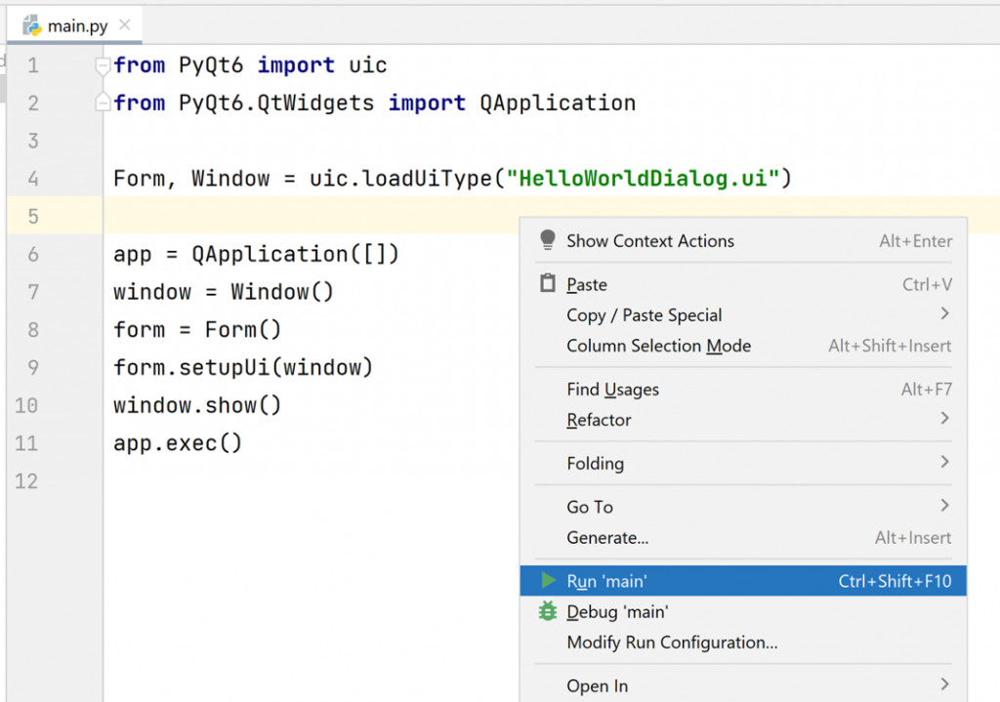 main.py
1 from PyQt6 import uic
2 from PyQt6.QtWidgets import QApplication
3
4 Form, Window = uic.loadUiType("HelloWorldDialog.ui")
5
6 app = QApplication([])
7 window = Window()
8 form = Form()
9 form.setupUi(window)
10 window.show()
11 app.exec()
12
Show Context Actions Alt+Enter
Paste Ctrl+V
Copy / Paste Special
Column Selection Mode Alt+Shift+Insert
Find Usages Alt+F7
Refactor
Folding
Go To
Generate... Alt+Insert
Run 'main' Ctrl+Shift+F10
Debug 'main'
Modify Run Configuration...
Open In